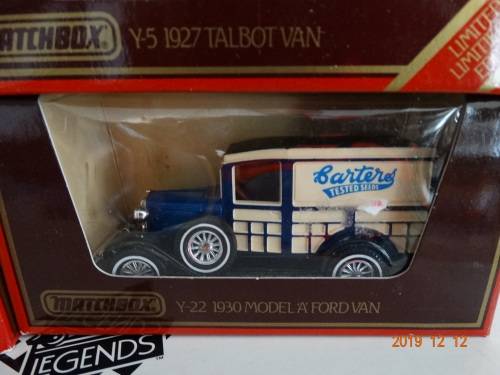 MATCHBOX Y-5 1927 TALBOT VAN
LIMITED
LIMITE
E
Carters
TESTED SEEDS
MATCHBOX Y-22 1930 MODEL 'A' FORD VAN
2019 12 12
LEGENDS